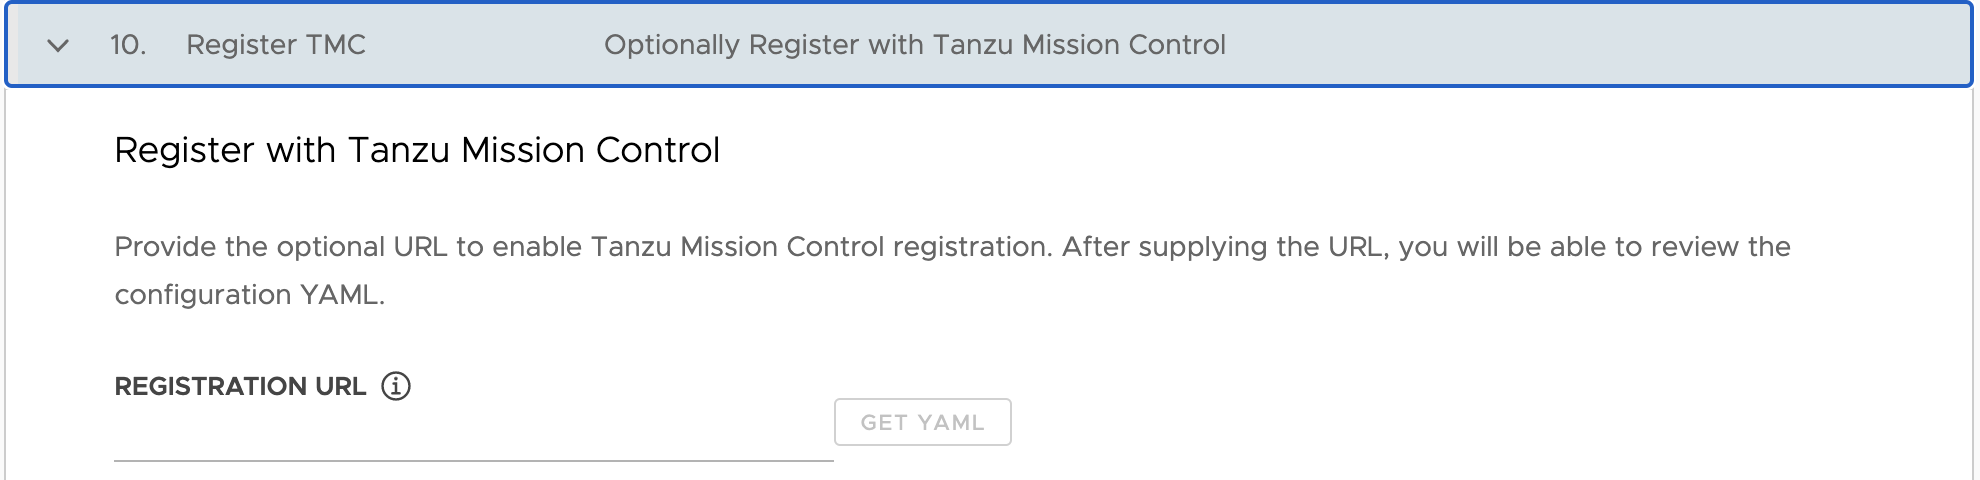 10. Register TMC Optionally Register with Tanzu Mission Control
Register with Tanzu Mission Control
Provide the optional URL to enable Tanzu Mission Control registration. After supplying the URL, you will be able to review the
configuration YAML.
REGISTRATION URL
GET YAML